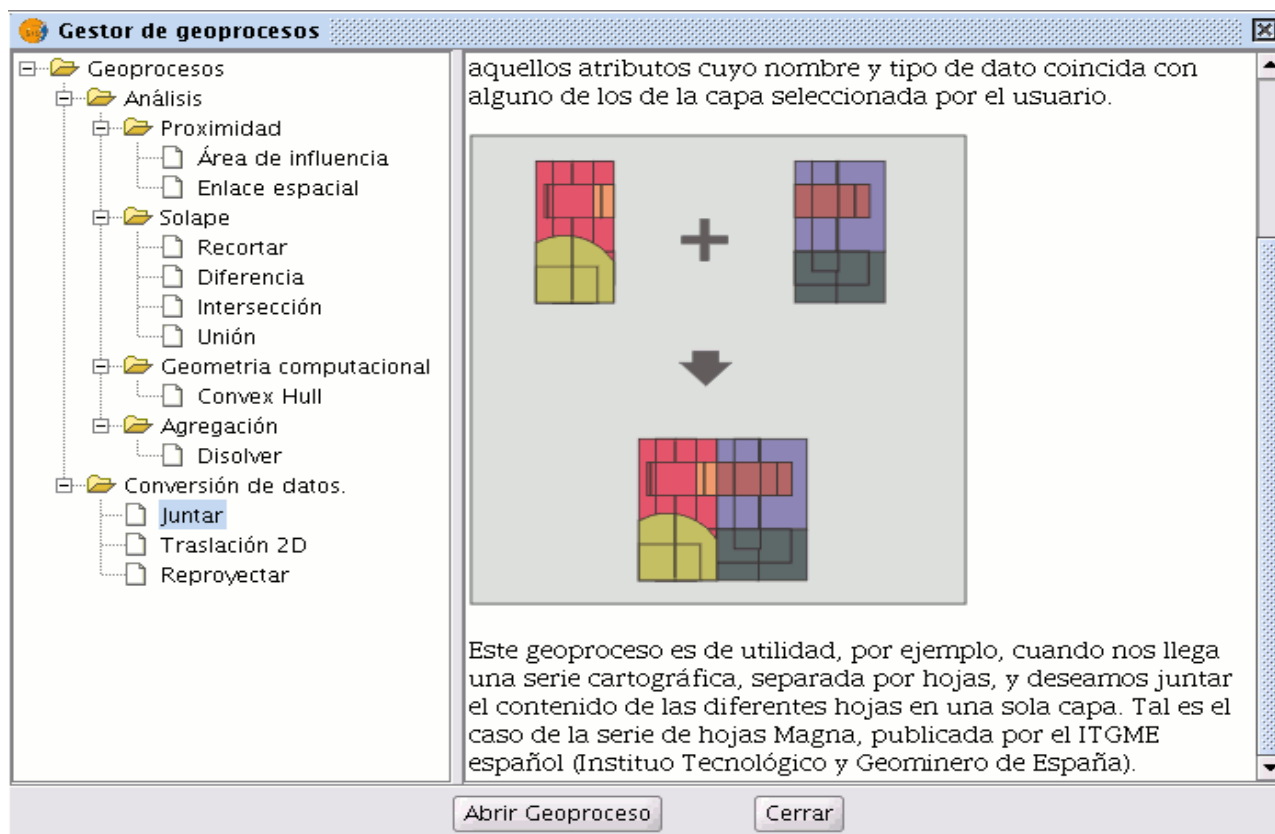 Gestor de geoprocesos
Geoprocesos
Análisis
Proximidad
Área de influencia
Enlace espacial
Solape
Recortar
Diferencia
Intersección
Unión
Geometria computacional
Convex Hull
Agregación
Disolver
Conversión de datos.
Juntar
Traslación 2D
Reproyectar
aquellos atributos cuyo nombre y tipo de dato coincida con
alguno de los de la capa seleccionada por el usuario.
Este geoproceso es de utilidad, por ejemplo, cuando nos llega
una serie cartográfica, separada por hojas, y deseamos juntar
el contenido de las diferentes hojas en una sola capa. Tal es el
caso de la serie de hojas Magna, publicada por el ITGME
español (Instituo Tecnológico y Geominero de España).
Abrir Geoproceso
Cerrar